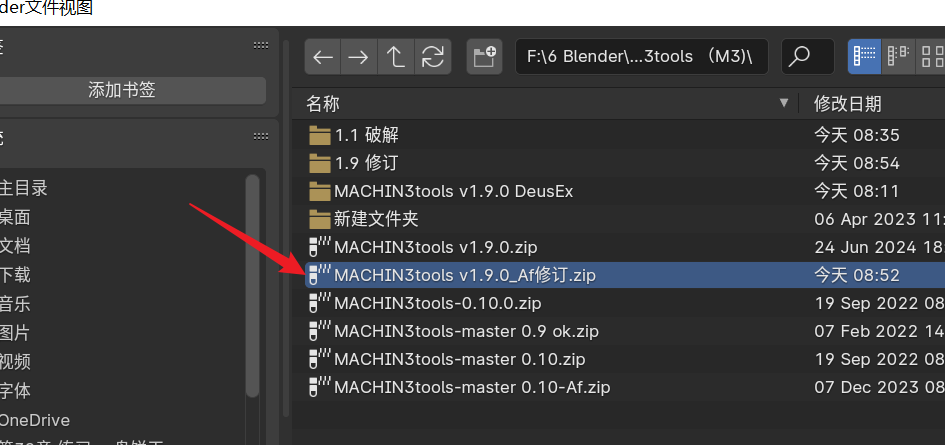 der文件视图
添加书签
F:\6 Blender\...3tools （M3)\
名称 修改日期
1.1 破解 今天 08:35
1.9 修订 今天 08:54
主目录
MACHIN3tools v1.9.0 DeusEx 今天 08:11
桌面
新建文件夹 06 Apr 2023 11:
文档
MACHIN3tools v1.9.0.zip 24 Jun 2024 18:
下载
MACHIN3tools v1.9.0_Af修订.zip 今天 08:52
音乐
MACHIN3tools-0.10.0.zip 19 Sep 2022 08
图片
MACHIN3tools-master 0.9 ok.zip 07 Feb 2022 14
视频
MACHIN3tools-master 0.10.zip 19 Sep 2022 08
字体
MACHIN3tools-master 0.10-Af.zip 07 Dec 2023 08
OneDrive